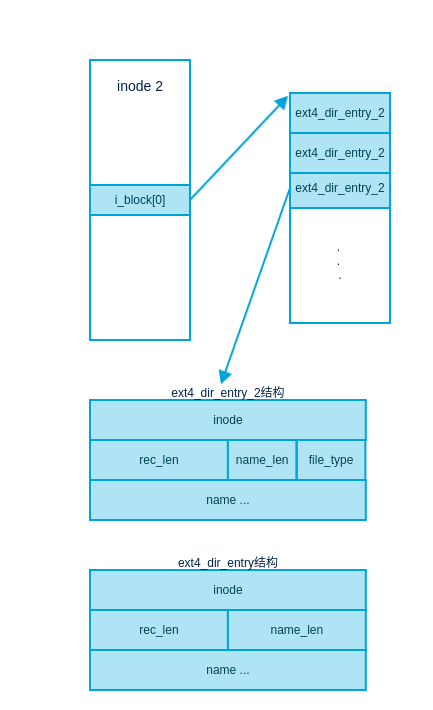 inode 2
ext4_dir_entry_2
ext4_dir_entry_2
i_block[0]
ext4_dir_entry_2
.
.
.
ext4_dir_entry_2结构
inode
rec_len name_len file_type
name ...
ext4_dir_entry结构
inode
rec_len name_len
name ...